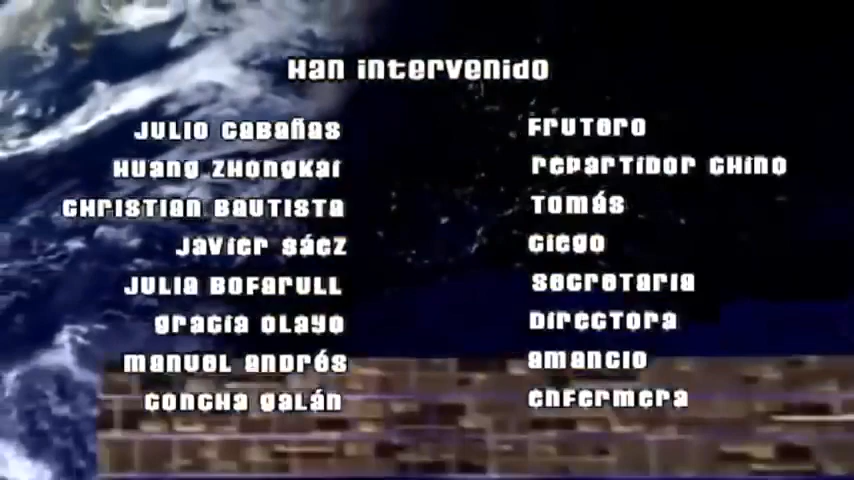 Han intervenido
JULIO CABAÑAS FRUTERO
HUANG ZHONGKAI REPARTIDOR CHINO
CHRISTIAN BAUTISTA TOMÁS
JAVIER SÁEZ CIEGO
JULIA BOFARULL SECRETARIA
GRACIA OLAYO DIRECTORA
MANUEL ANDRÉS AMANCIO
CONCHA GALÁN ENFERMERA